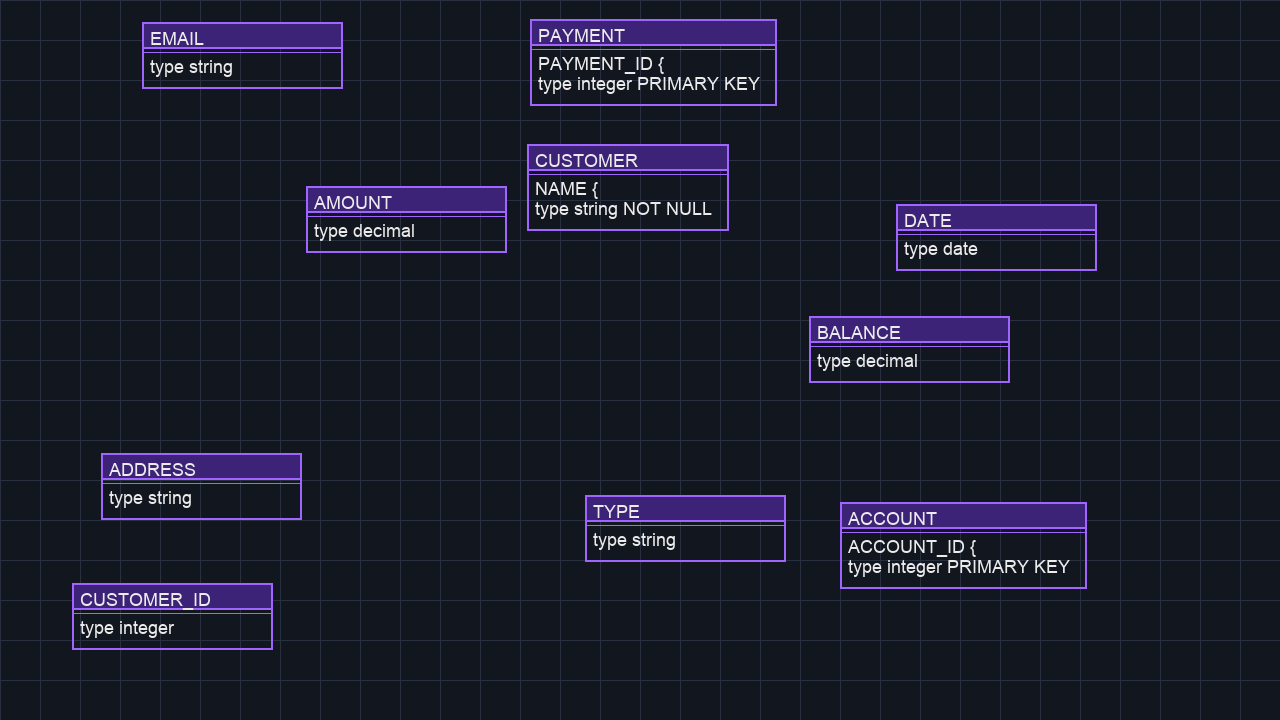 EMAIL
type string
PAYMENT
PAYMENT_ID {
type integer PRIMARY KEY
CUSTOMER
NAME {
type string NOT NULL
AMOUNT
type decimal
DATE
type date
BALANCE
type decimal
ADDRESS
type string
TYPE
type string
ACCOUNT
ACCOUNT_ID {
type integer PRIMARY KEY
CUSTOMER_ID
type integer